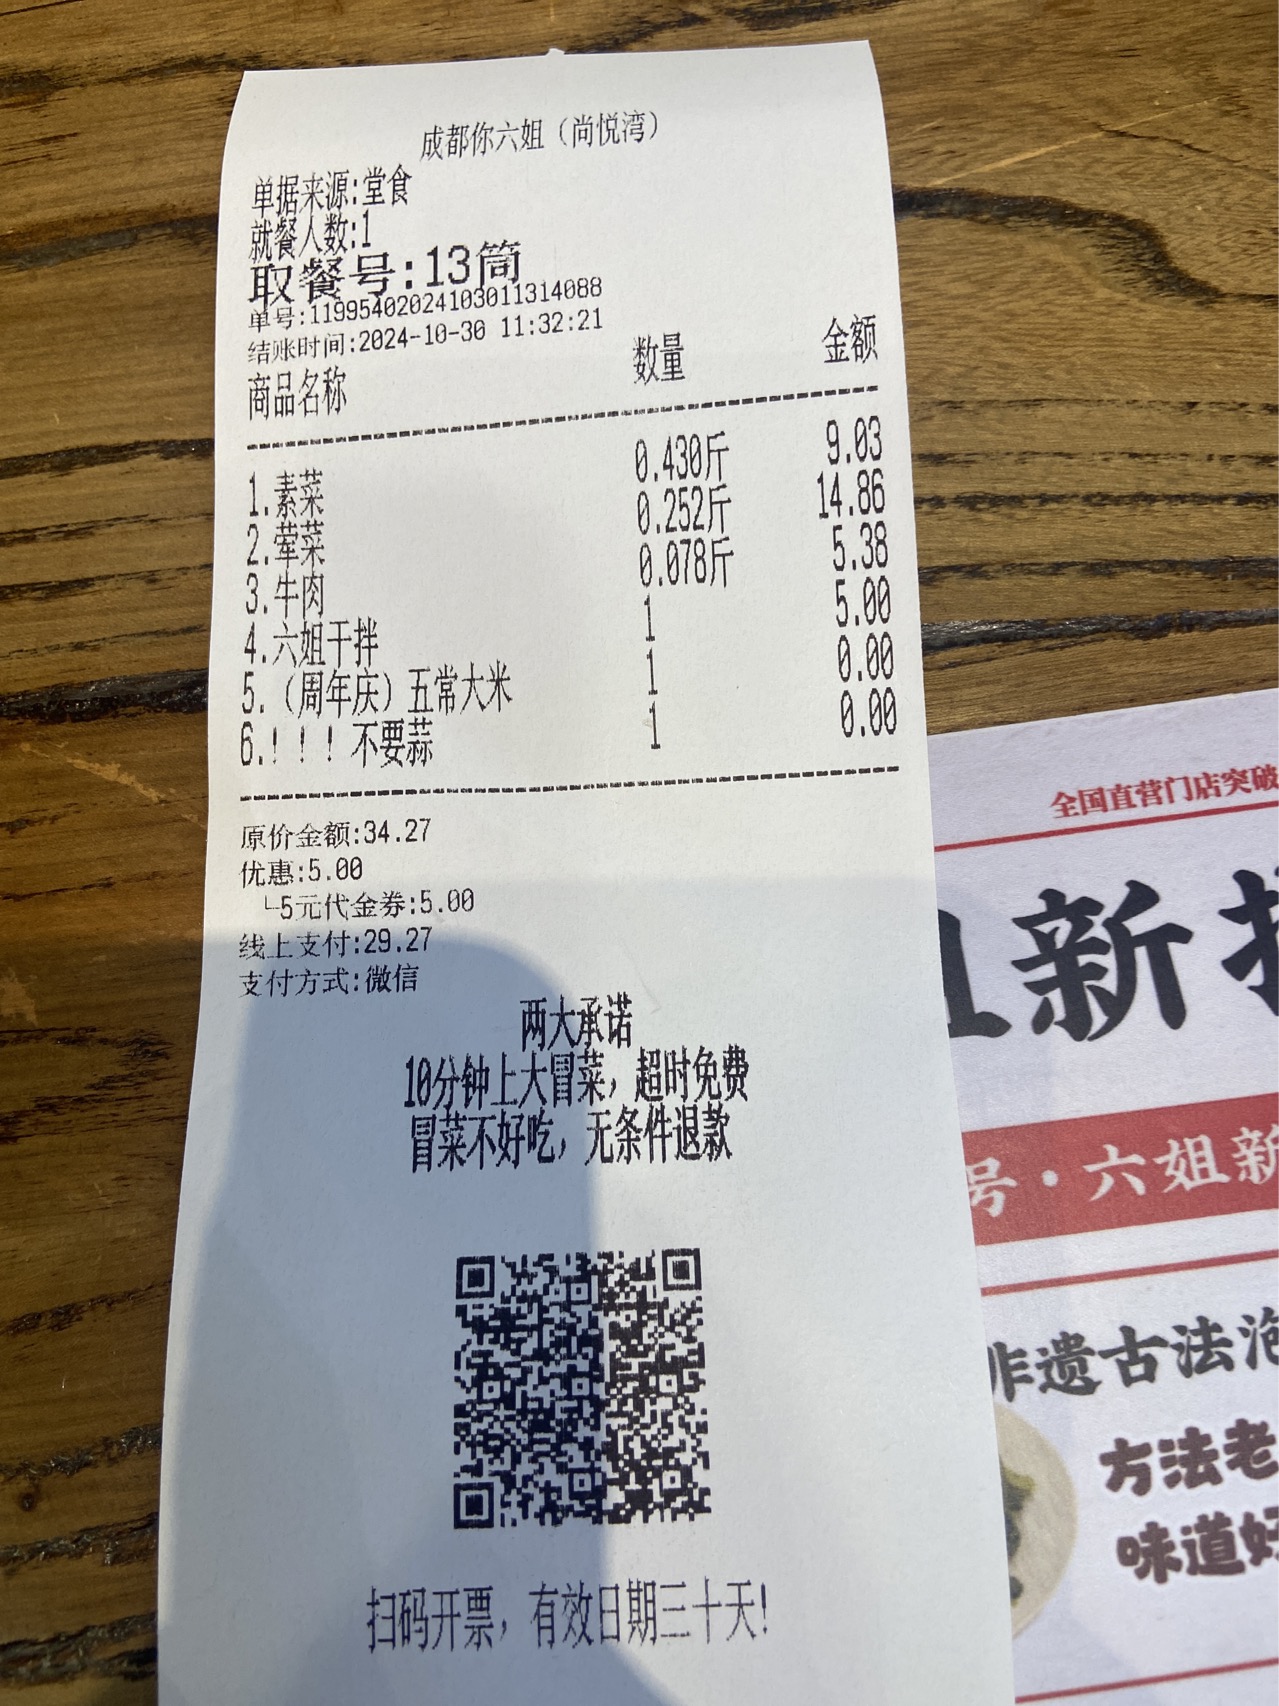 成都你六姐（尚悦湾）
单据来源:堂食
就餐人数:1
取餐号:13筒
单号:11995402024103011314088
结账时间:2024-10-30 11:32:21
商品名称 数量 金额
1.素菜 0.430斤 9.03
2.荤菜 0.252斤 14.86
3.牛肉 0.078斤 5.38
4.六姐干拌 1 5.00
5.（周年庆）五常大米 1 0.00
6.！！！不要蒜 1 0.00
原价金额:34.27
优惠:5.00
└5元代金券:5.00
线上支付:29.27
支付方式:微信
两大承诺
10分钟上大冒菜，超时免费
冒菜不好吃，无条件退款
扫码开票，有效日期三十天!
全国直营门店突破
新
号·六姐新
非遗古法泡
方法老
味道好